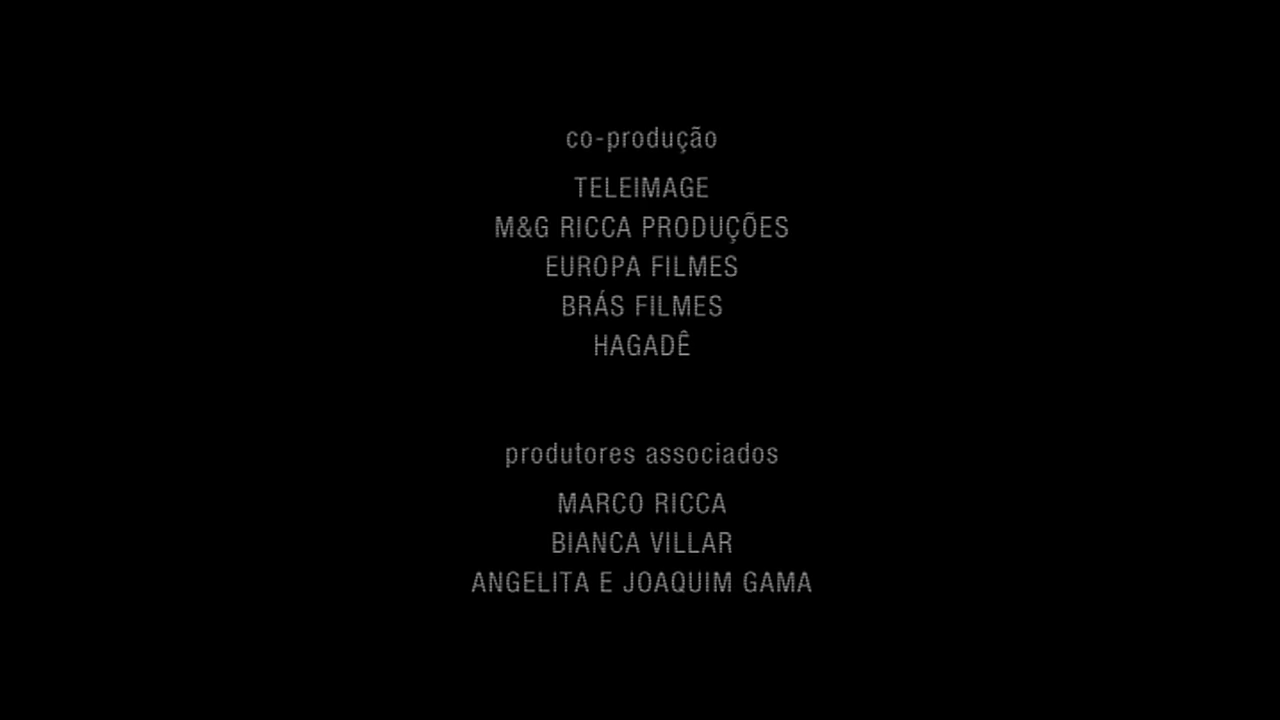 co-produção
TELEIMAGE
M&G RICCA PRODUÇÕES
EUROPA FILMES
BRÁS FILMES
HAGADÊ
produtores associados
MARCO RICCA
BIANCA VILLAR
ANGELITA E JOAQUIM GAMA